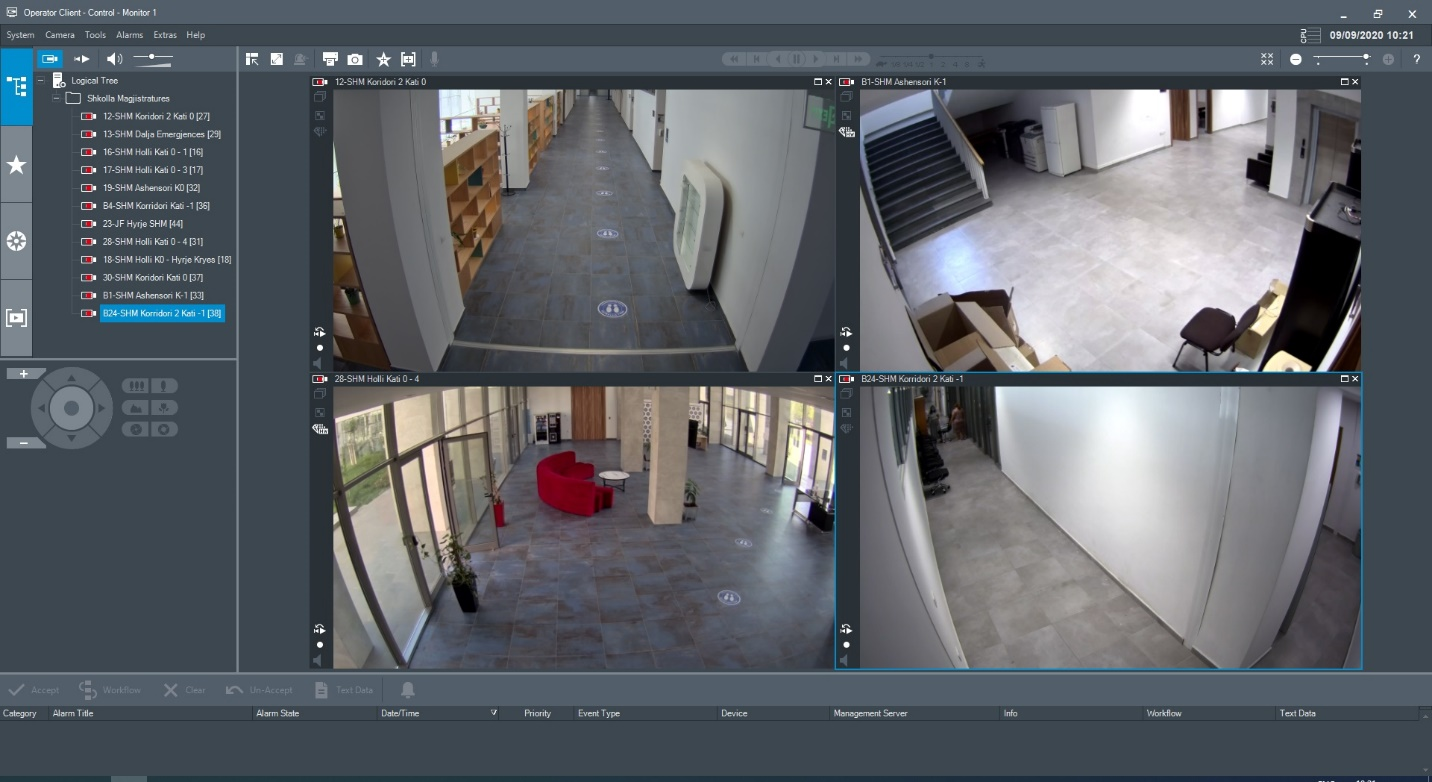 Operator Client - Control - Monitor 1
System Camera Tools Alarms Extras Help
CPU
09/09/2020 10:21
?
Logical Tree
Shkolla Magjistratures
12-SHM Koridori 2 Kati 0 [27]
13-SHM Dalja Emergjences [29]
16-SHM Holli Kati 0 - 1 [16]
17-SHM Holli Kati 0 - 3 [17]
19-SHM Ashensori K0 [32]
B4-SHM Korridori Kati -1 [36]
23-JF Hyrje SHM [44]
28-SHM Holli Kati 0 - 4 [31]
18-SHM Holli K0 - Hyrje Kryes [18]
30-SHM Koridori Kati 0 [37]
B1-SHM Ashensori K-1 [33]
B24-SHM Korridori 2 Kati -1 [38]
12-SHM Koridori 2 Kati 0
B1-SHM Ashensori K-1
28-SHM Holli Kati 0 - 4
B24-SHM Korridori 2 Kati -1
Accept Workflow Clear Un-Accept Text Data
Category Alarm Title Alarm State Date/Time Priority Event Type Device Management Server Info Workflow Text Data